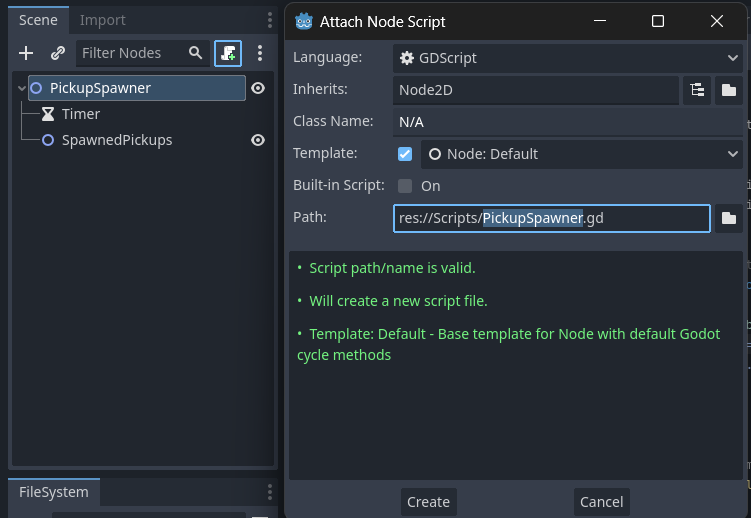 Scene
Import
Filter Nodes
PickupSpawner
Timer
SpawnedPickups
FileSystem
Attach Node Script
Language:
GDScript
Inherits:
Node2D
Class Name:
N/A
Template:
Node: Default
Built-in Script:
On
Path:
res://Scripts/PickupSpawner.gd
• Script path/name is valid.
• Will create a new script file.
• Template: Default - Base template for Node with default Godot
cycle methods
Create
Cancel